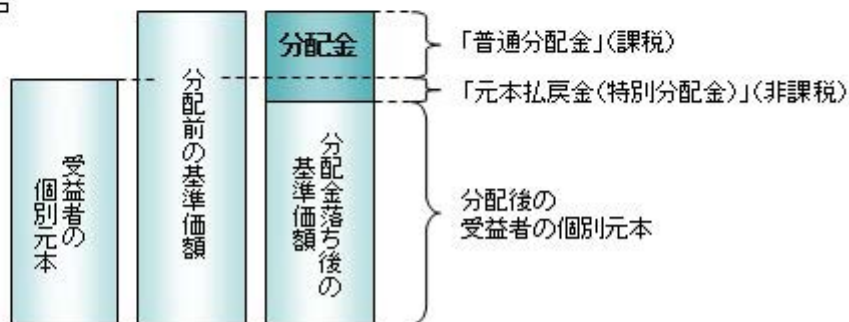 受益者の
個別元本
分配前の基準価額
分配金
分配金落ち後の
基準価額
「普通分配金」(課税)
「元本払戻金(特別分配金)」(非課税)
分配後の
受益者の個別元本